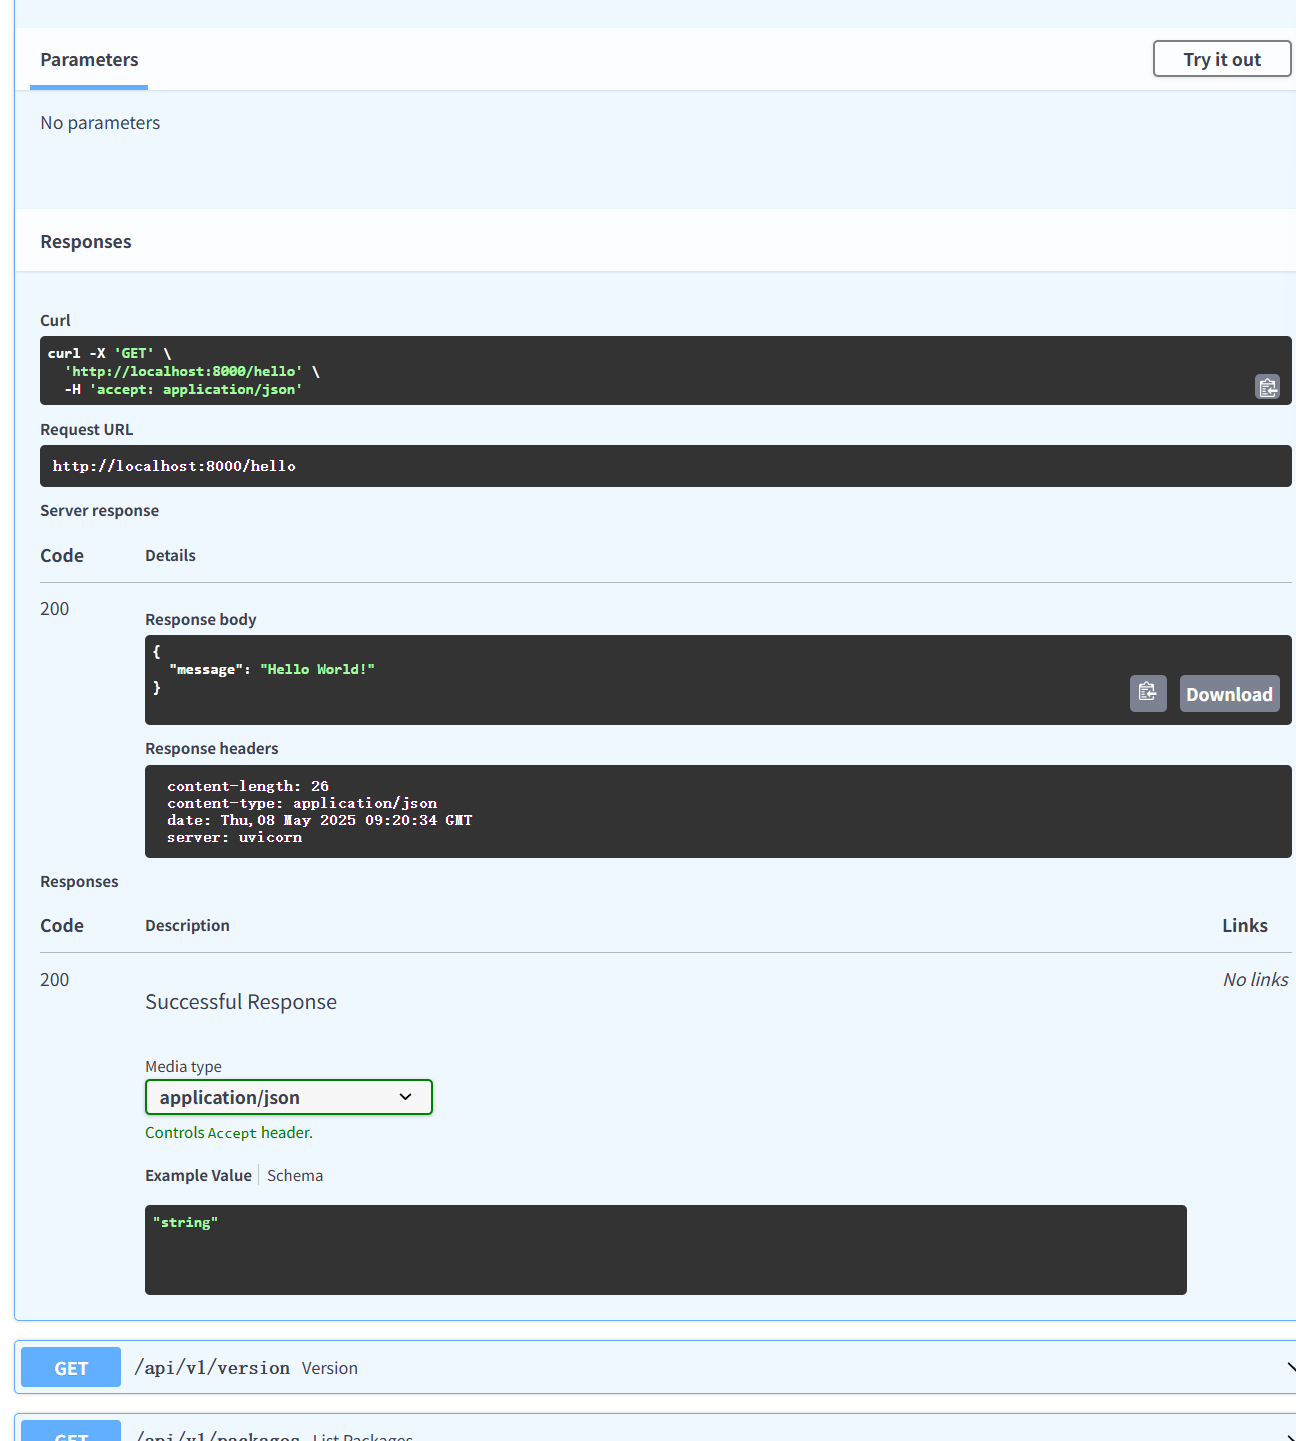 Parameters
Try it out
No parameters
Responses
Curl
curl -X 'GET' \
'http://localhost:8000/hello' \
-H 'accept: application/json'
Request URL
http://localhost:8000/hello
Server response
Code Details
200
Response body
{
"message": "Hello World!"
}
Download
Response headers
content-length: 26
content-type: application/json
date: Thu,08 May 2025 09:20:34 GMT
server: uvicorn
Responses
Code Description Links
200
Successful Response
No links
Media type
application/json
Controls Accept header.
Example Value Schema
"string"
GET /api/v1/version Version
GET /api/v1/packages List Packages